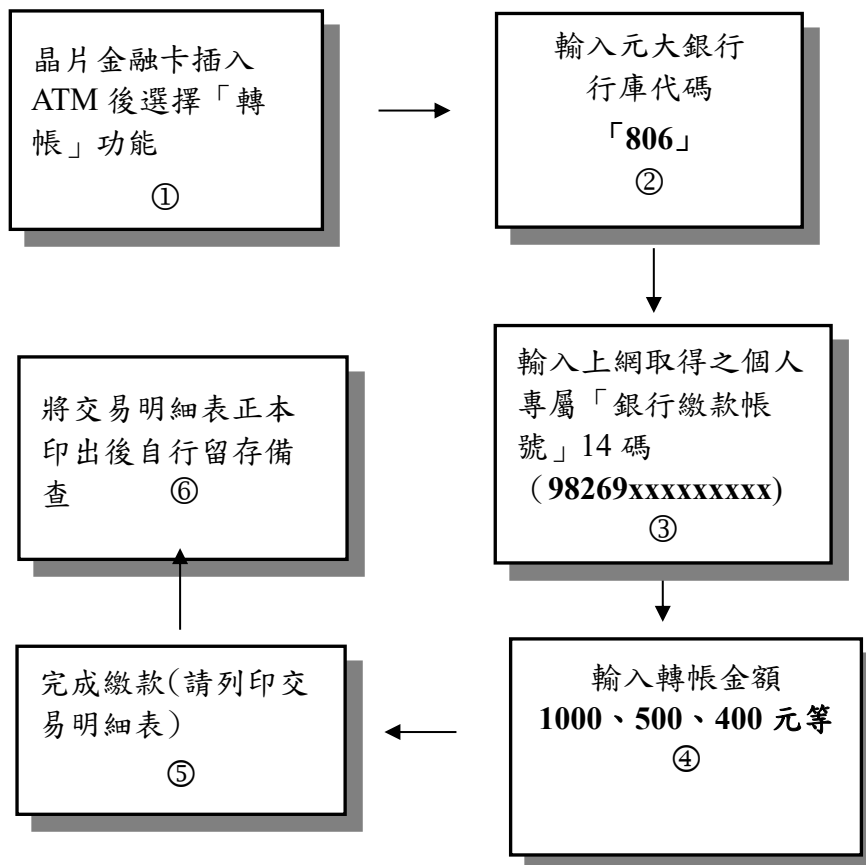 晶片金融卡插入
ATM 後選擇「轉
帳」功能
①
輸入元大銀行
行庫代碼
「806」
②
輸入上網取得之個人
專屬「銀行繳款帳
號」14 碼
（98269xxxxxxxxx)
③
輸入轉帳金額
1000、500、400 元等
④
完成繳款(請列印交
易明細表)
⑤
將交易明細表正本
印出後自行留存備
查
⑥